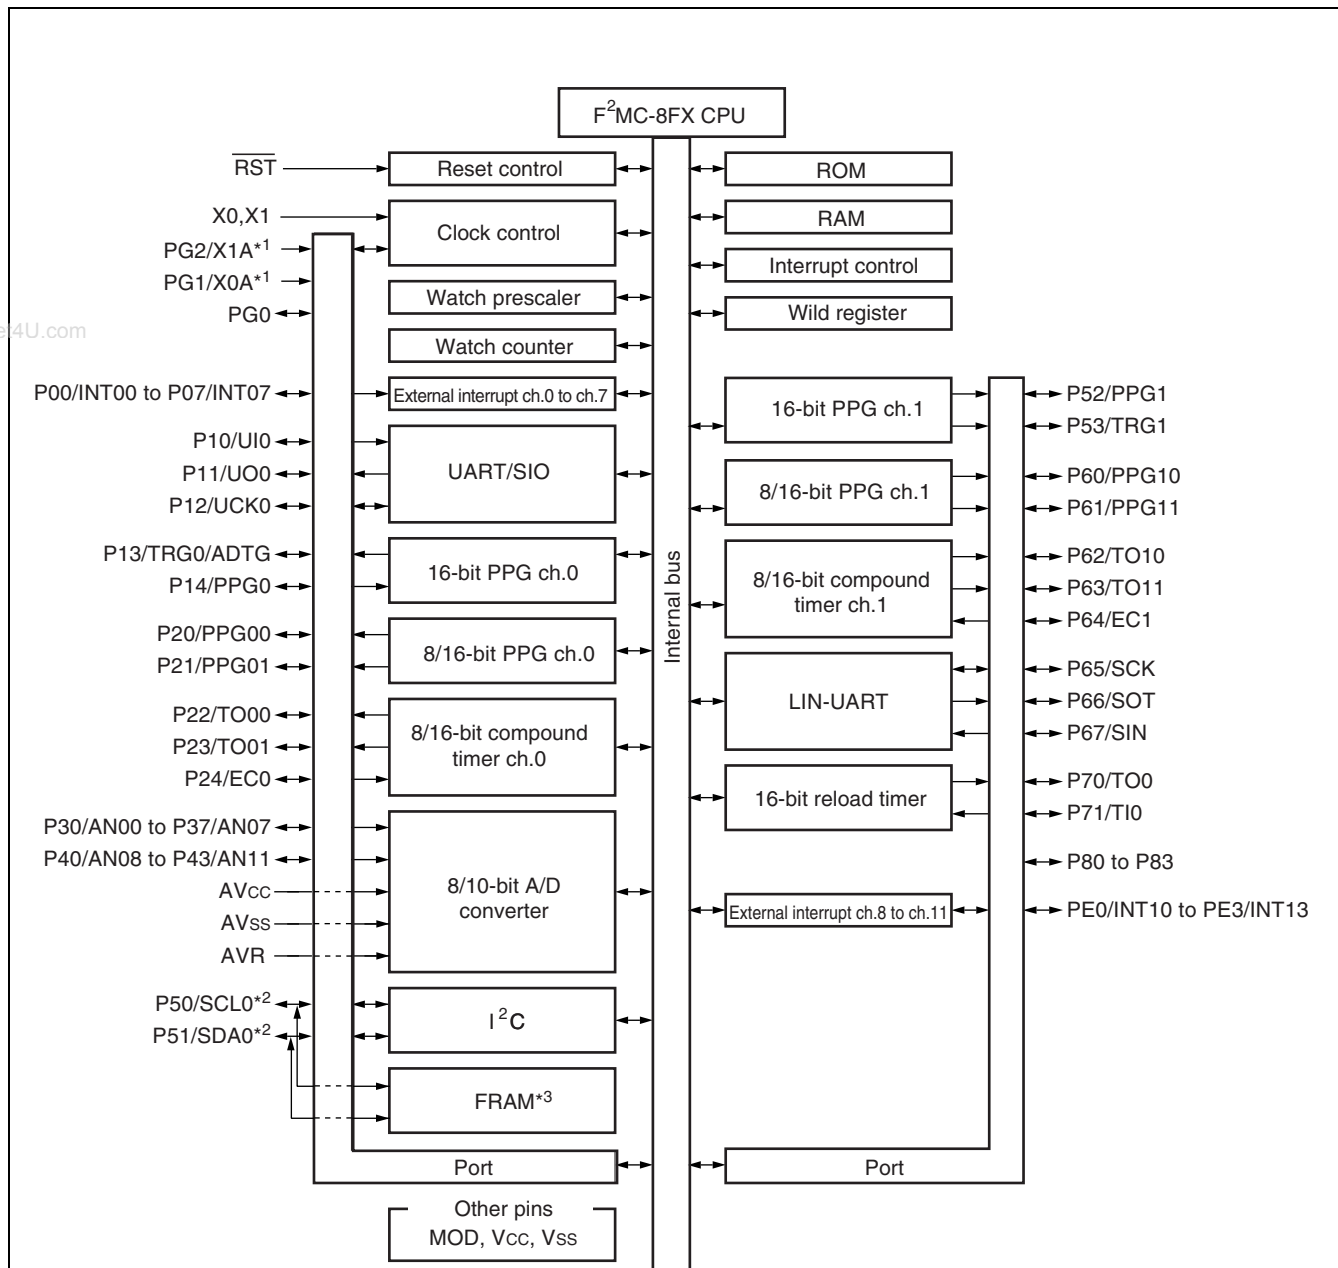 F²MC-8FX CPU
RST
Reset control
ROM
X0,X1
Clock control
RAM
PG2/X1A*1
PG1/X0A*1
Interrupt control
Watch prescaler
PG0
Wild register
et4U.com
Watch counter
P00/INT00 to P07/INT07
External interrupt ch.0 to ch.7
16-bit PPG ch.1
P52/PPG1
P53/TRG1
P10/UI0
P11/UO0
P12/UCK0
UART/SIO
8/16-bit PPG ch.1
P60/PPG10
P61/PPG11
P13/TRG0/ADTG
P14/PPG0
16-bit PPG ch.0
Internal bus
8/16-bit compound
timer ch.1
P62/TO10
P63/TO11
P64/EC1
P20/PPG00
P21/PPG01
8/16-bit PPG ch.0
LIN-UART
P65/SCK
P66/SOT
P67/SIN
P22/TO00
P23/TO01
P24/EC0
8/16-bit compound
timer ch.0
16-bit reload timer
P70/TO0
P71/TI0
P30/AN00 to P37/AN07
P40/AN08 to P43/AN11
AVCC
AVSS
AVR
8/10-bit A/D
converter
P80 to P83
External interrupt ch.8 to ch.11
PE0/INT10 to PE3/INT13
P50/SCL0*2
P51/SDA0*2
I²C
FRAM*3
Port
Port
Other pins
MOD, VCC, VSS